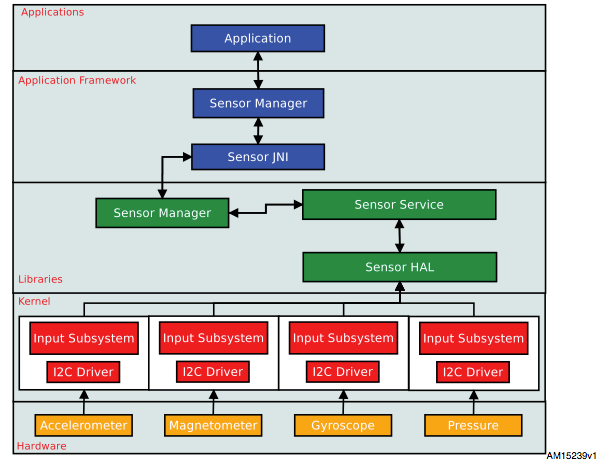 Applications
Application
Application Framework
Sensor Manager
Sensor JNI
Sensor Manager
Sensor Service
Sensor HAL
Libraries
Kernel
Input Subsystem Input Subsystem Input Subsystem Input Subsystem
I2C Driver I2C Driver I2C Driver I2C Driver
Accelerometer Magnetometer Gyroscope Pressure
Hardware
AM15239v1